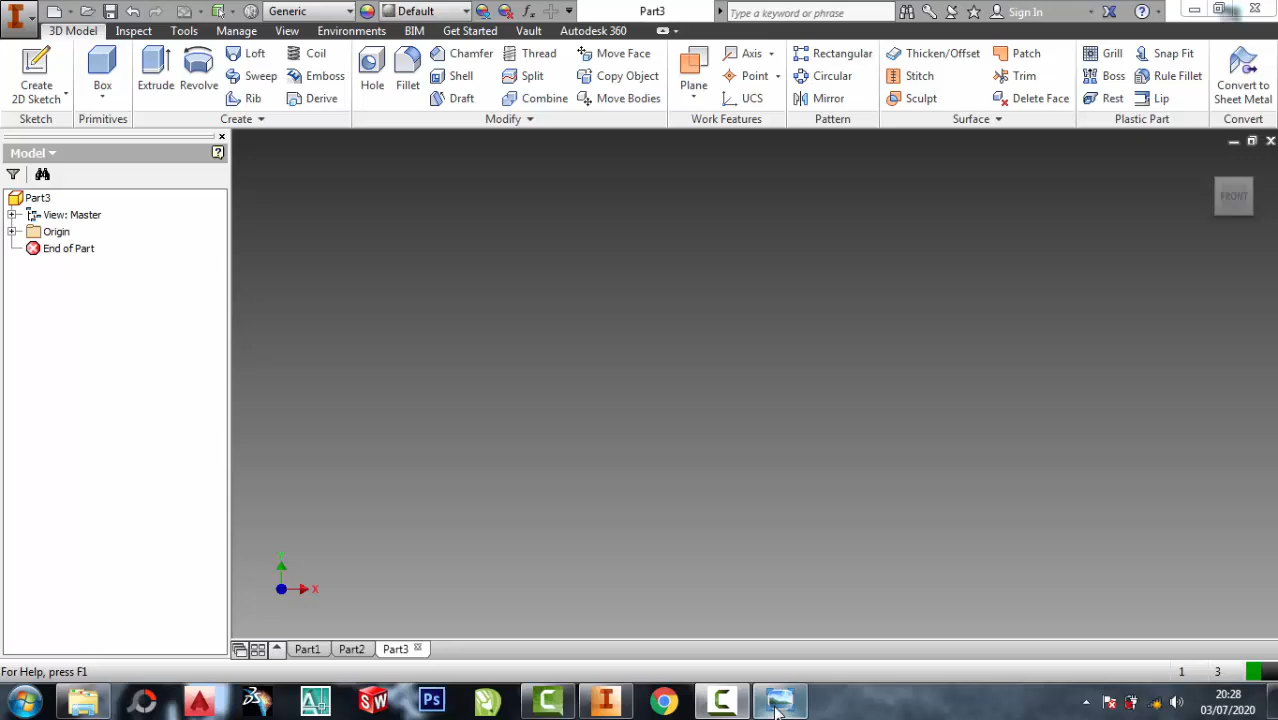 Generic Default Part3 Type a keyword or phrase Sign In
3D Model Inspect Tools Manage View Environments BIM Get Started Vault Autodesk 360
Create
2D Sketch
Box
Extrude
Revolve
Loft
Coil
Sweep
Emboss
Rib
Derive
Hole
Fillet
Chamfer
Thread
Move Face
Shell
Split
Copy Object
Draft
Combine
Move Bodies
Plane
Axis
Point
UCS
Rectangular
Circular
Mirror
Thicken/Offset
Patch
Stitch
Trim
Sculpt
Delete Face
Grill
Snap Fit
Boss
Rule Fillet
Rest
Lip
Convert to
Sheet Metal
Sketch Primitives Create Modify Work Features Pattern Surface Plastic Part Convert
Model
Part3
View: Master
Origin
End of Part
FRONT
Y
X
Part1 Part2 Part3
For Help, press F1 1 3
SW Ps
20:28
03/07/2020